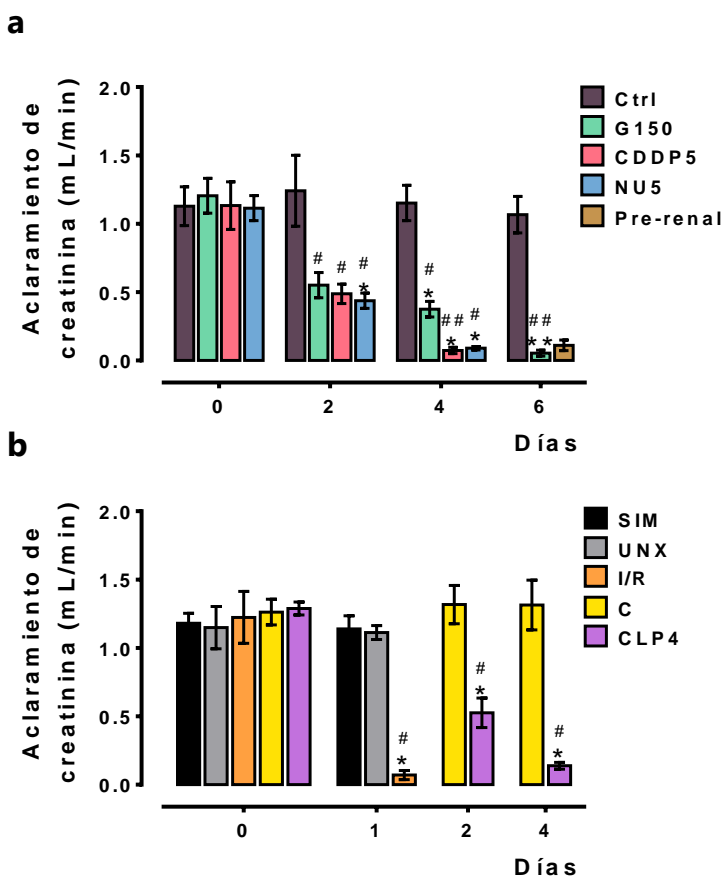 a
Aclaramiento de
creatinina (mL/min)
2.0
1.5
1.0
0.5
0.0
# # #
*
#
*
##
*
#
*
##
**
0 2 4 6
Días
Ctrl
G150
CDDP5
NU5
Pre-renal
b
Aclaramiento de
creatinina (mL/min)
2.0
1.5
1.0
0.5
0.0
#
*
#
*
#
*
0 1 2 4
Días
SIM
UNX
I/R
C
CLP4